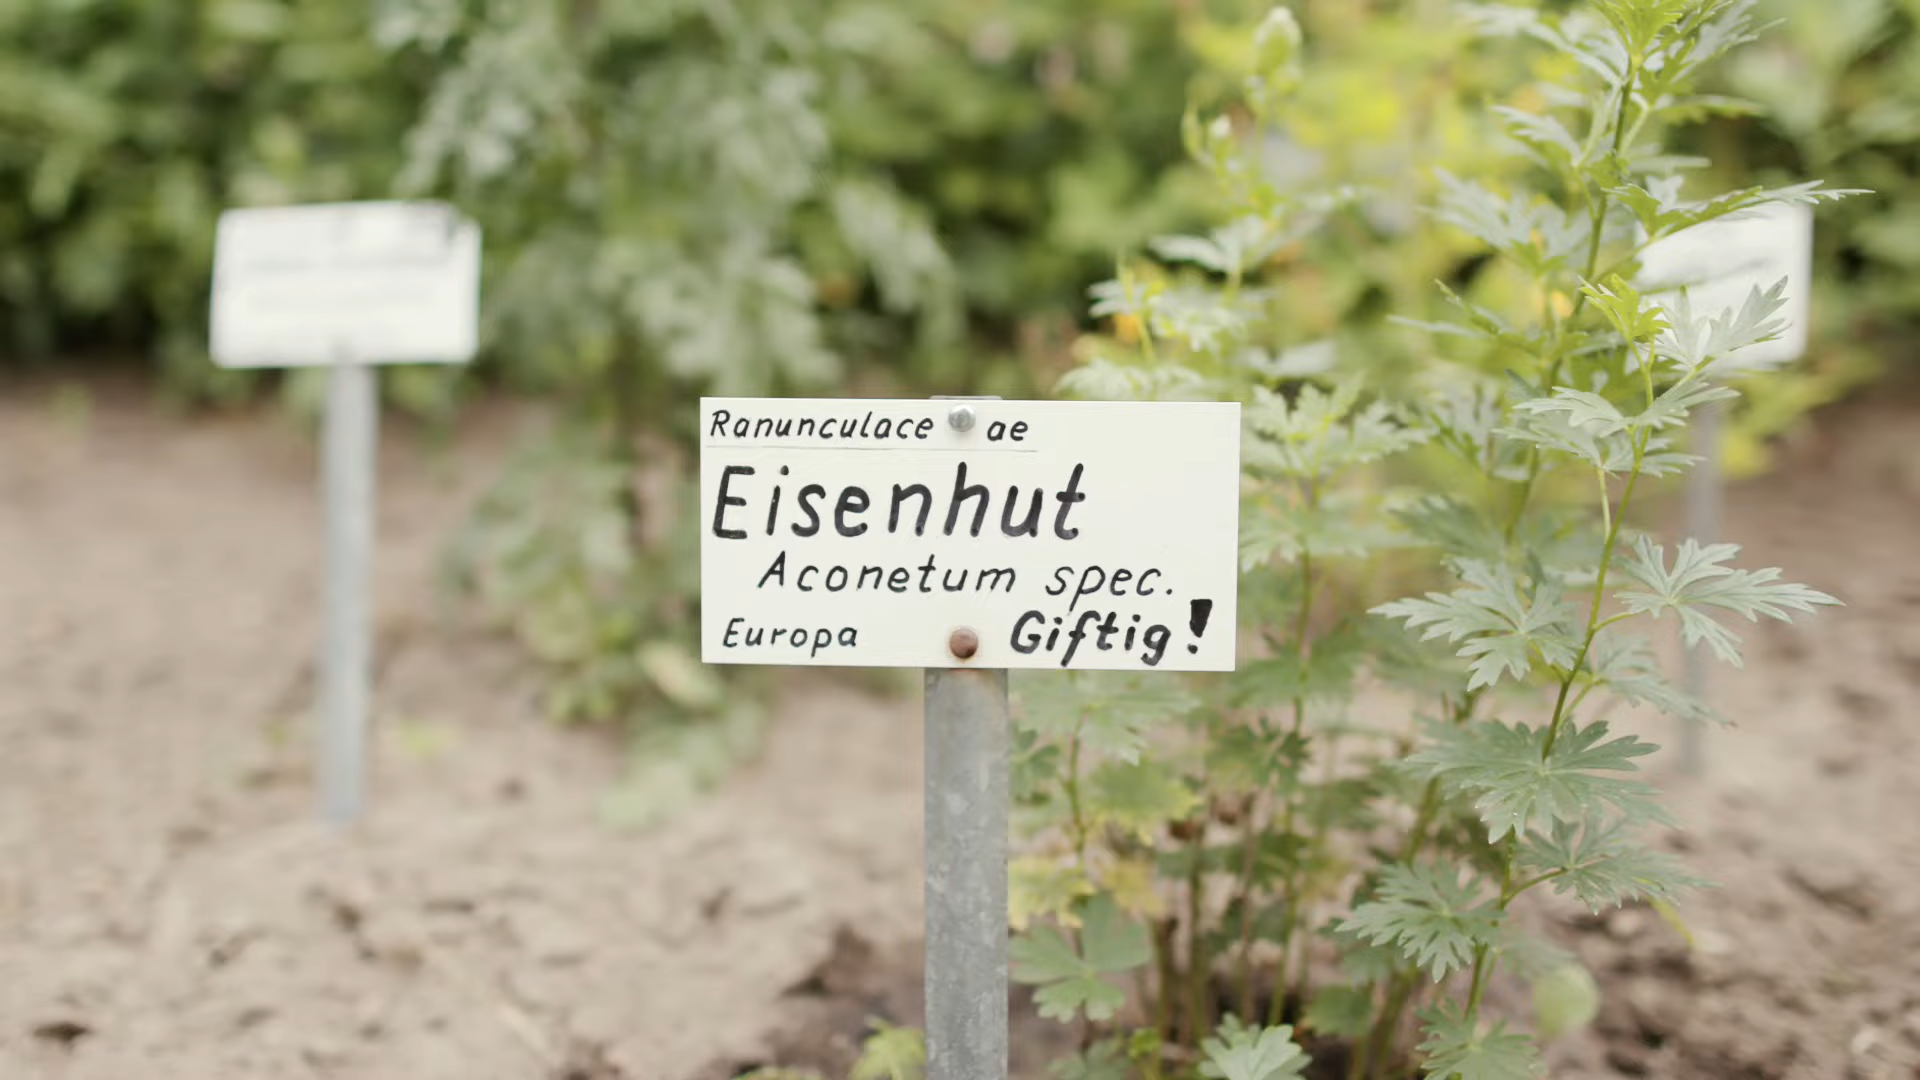 Ranunculace ae
Eisenhut
Aconetum spec.
Europa Giftig!